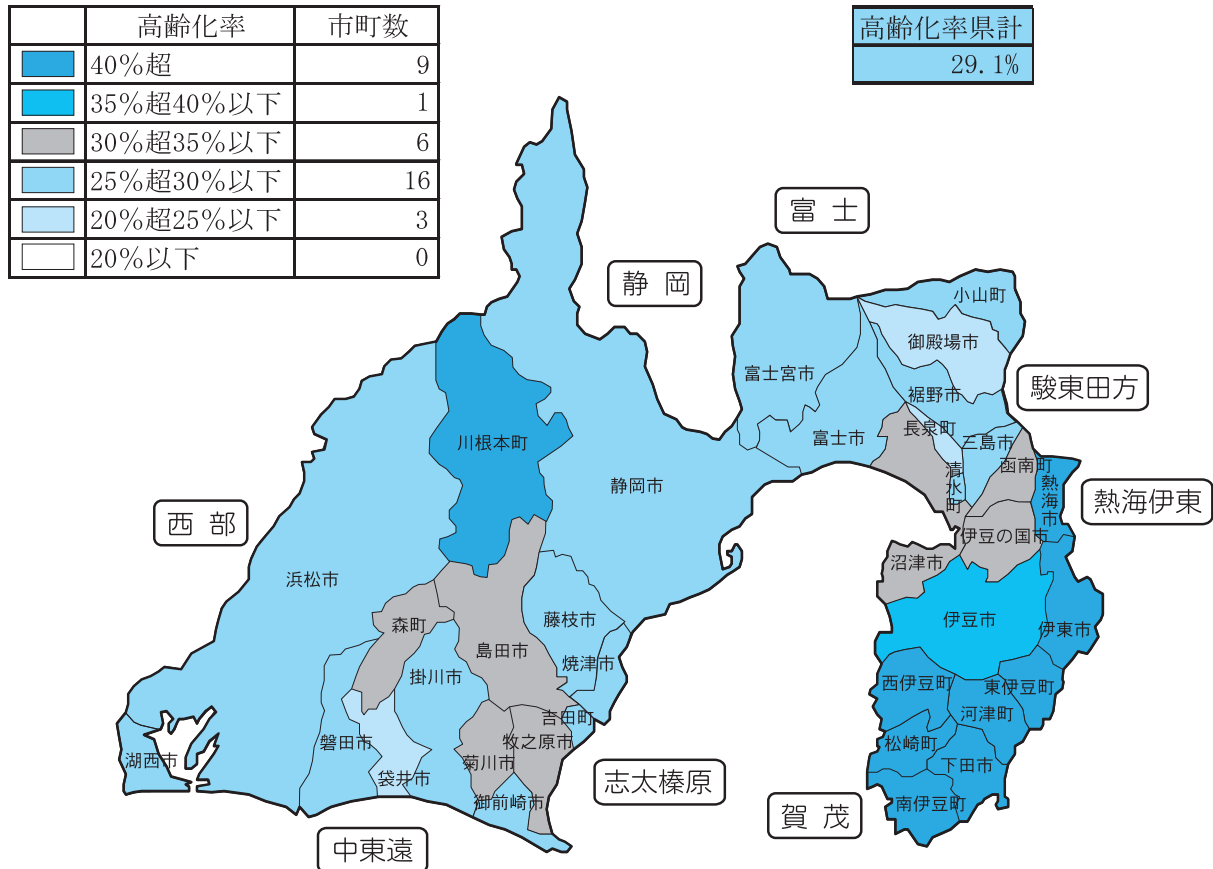 高齢化率 市町数
40%超 9
35%超40%以下 1
30%超35%以下 6
25%超30%以下 16
20%超25%以下 3
20%以下 0
高齢化率県計
29.1%
富士
静岡
小山町
御殿場市
富士宮市
裾野市
駿東田方
長泉町
富士市
三島市
川根本町
函南町
清水町
熱海市
静岡市
熱海伊東
西部
伊豆の国市
沼津市
浜松市
藤枝市
伊豆市
森町
伊東市
島田市
焼津市
掛川市
西伊豆町
東伊豆町
吉田町
河津町
磐田市
牧之原市
松崎町
湖西市
菊川市
下田市
袋井市
志太榛原
御前崎市
南伊豆町
賀茂
中東遠